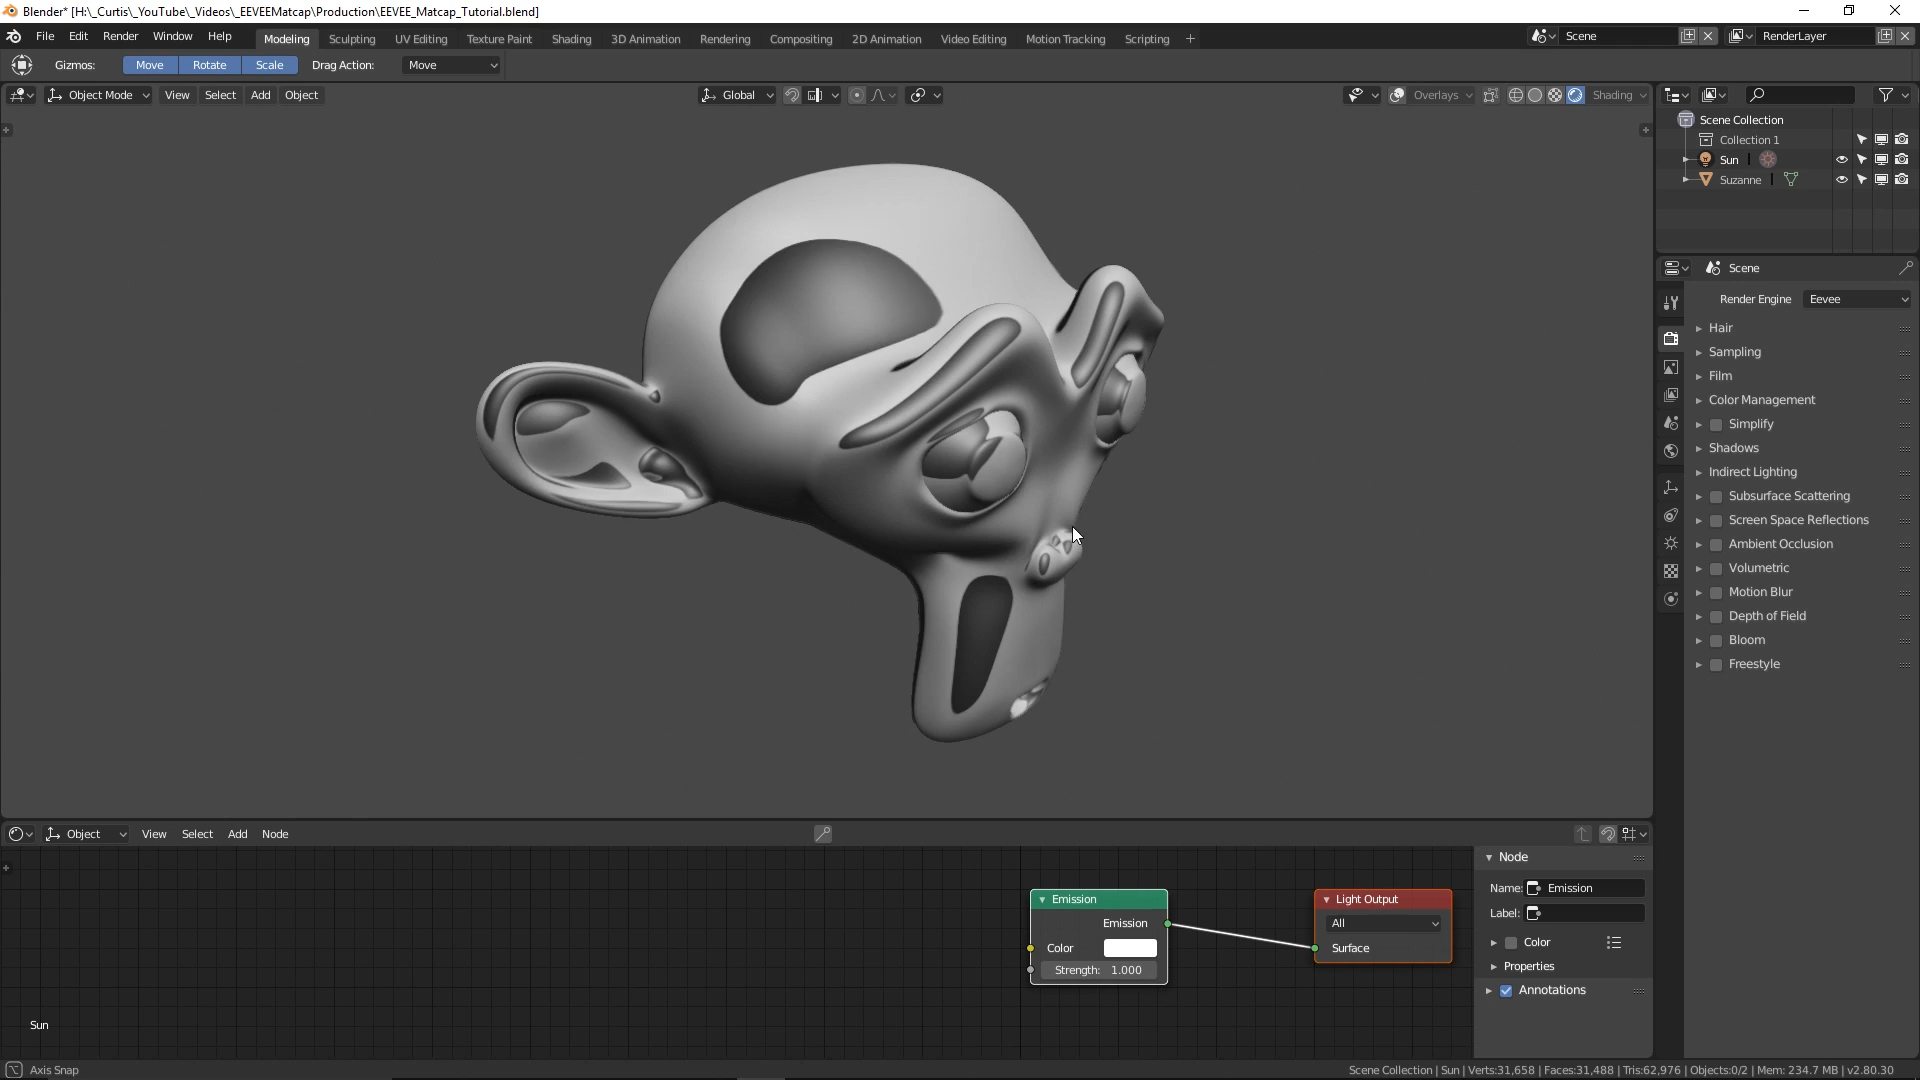 Blender* [H:\_Curtis\_YouTube\_Videos\_EEVEEMatcap\Production\EEVEE_Matcap_Tutorial.blend]
File Edit Render Window Help
Modeling Sculpting UV Editing Texture Paint Shading 3D Animation Rendering Compositing 2D Animation Video Editing Motion Tracking Scripting
Scene
RenderLayer
Gizmos: Move Rotate Scale Drag Action: Move
Object Mode View Select Add Object
Global
Overlays
Shading
Scene Collection
Collection 1
Sun
Suzanne
Scene
Render Engine Eevee
Hair
Sampling
Film
Color Management
Simplify
Shadows
Indirect Lighting
Subsurface Scattering
Screen Space Reflections
Ambient Occlusion
Volumetric
Motion Blur
Depth of Field
Bloom
Freestyle
Object View Select Add Node
Emission
Emission
Color
Strength: 1.000
Light Output
All
Surface
Node
Name: Emission
Label:
Color
Properties
Annotations
Sun
Axis Snap
Scene Collection | Sun | Verts:31,658 | Faces:31,488 | Tris:62,976 | Objects:0/2 | Mem: 234.7 MB | v2.80.30